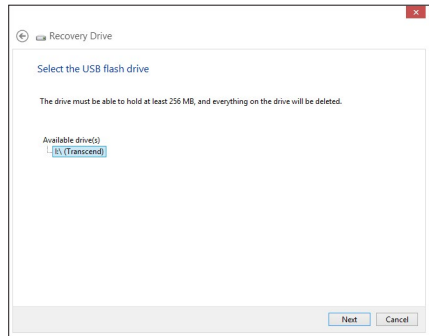 Recovery Drive
Select the USB flash drive
The drive must be able to hold at least 256 MB, and everything on the drive will be deleted.
Available drive(s)
I:\ (Transcend)
Next Cancel